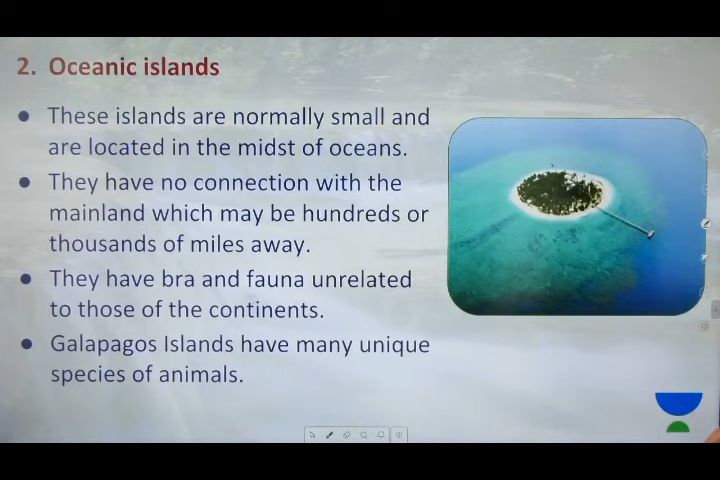 2. Oceanic islands
● These islands are normally small and
are located in the midst of oceans.
● They have no connection with the
mainland which may be hundreds or
thousands of miles away.
● They have bra and fauna unrelated
to those of the continents.
● Galapagos Islands have many unique
species of animals.